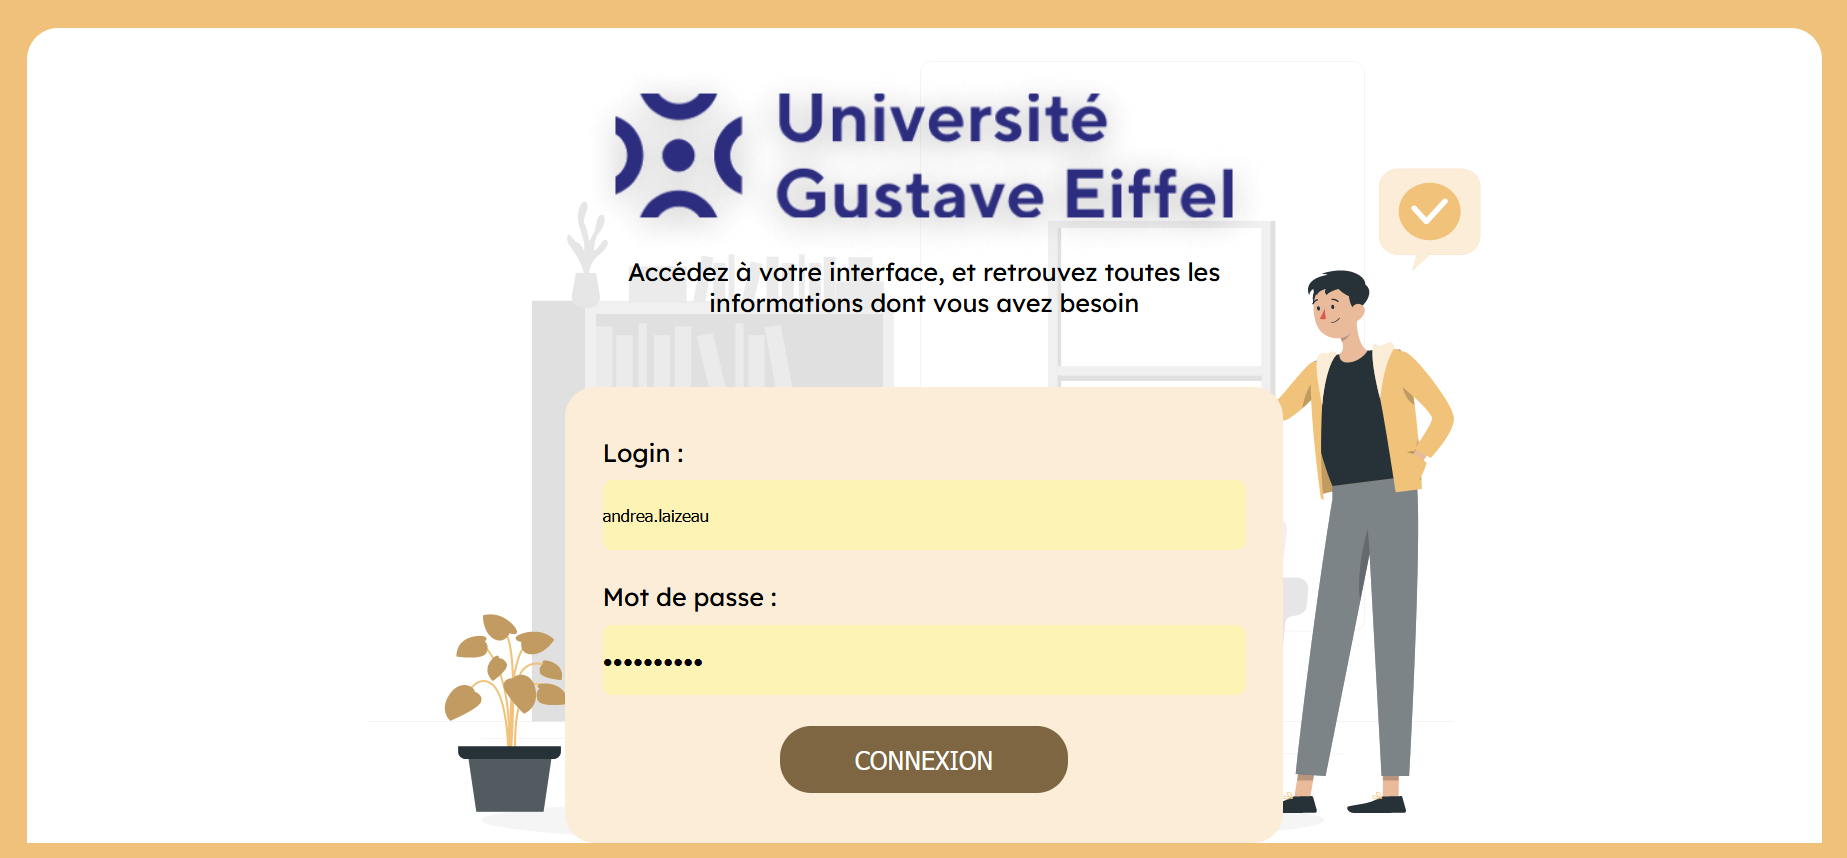 Université
Gustave Eiffel
Accédez à votre interface, et retrouvez toutes les
informations dont vous avez besoin
Login :
andrea.laizeau
Mot de passe :
••••••••••
CONNEXION